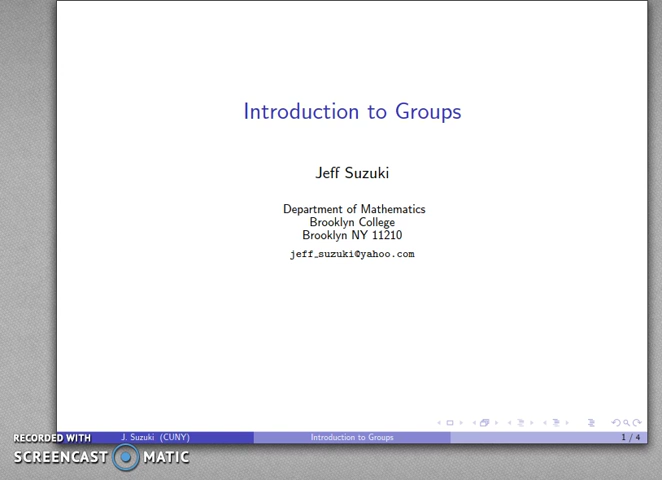 Introduction to Groups
Jeff Suzuki
Department of Mathematics
Brooklyn College
Brooklyn NY 11210
jeff_suzuki@yahoo.com
J. Suzuki (CUNY)
Introduction to Groups
1 / 4
RECORDED WITH
SCREENCAST MATIC